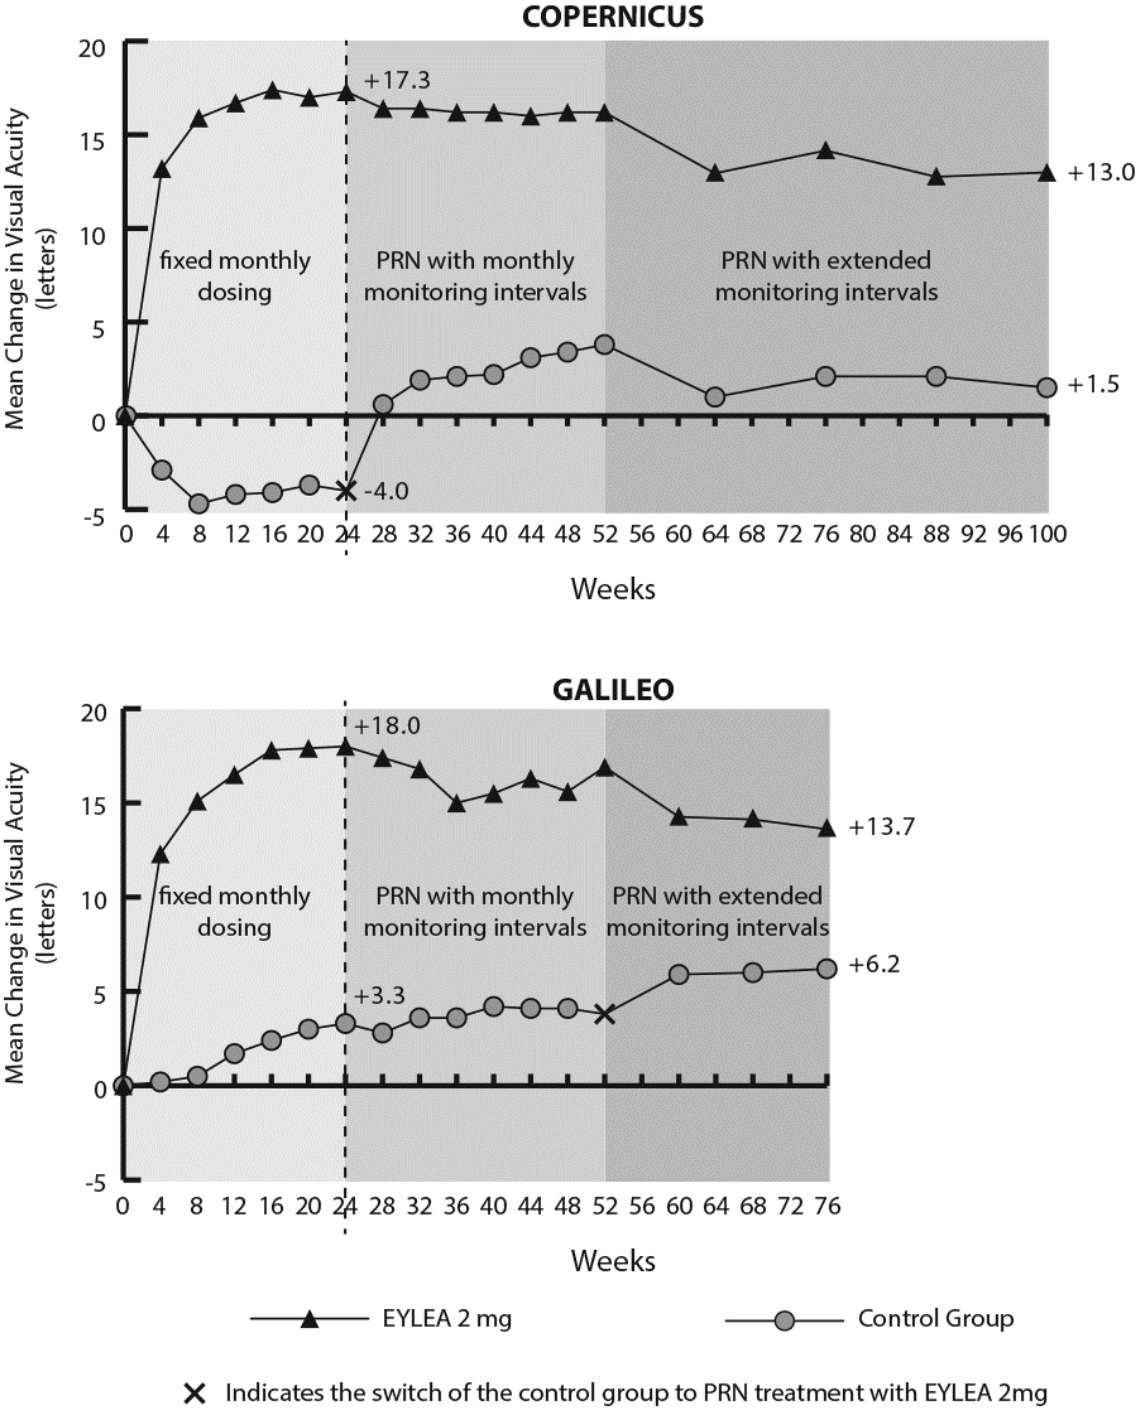 COPERNICUS
Mean Change in Visual Acuity
(letters)
20
15
10
5
0
-5
+17.3
+13.0
fixed monthly
dosing
PRN with monthly
monitoring intervals
PRN with extended
monitoring intervals
+1.5
-4.0
0 4 8 12 16 20 24 28 32 36 40 44 48 52 56 60 64 68 72 76 80 84 88 92 96 100
Weeks
GALILEO
Mean Change in Visual Acuity
(letters)
20
15
10
5
0
-5
+18.0
+13.7
fixed monthly
dosing
PRN with monthly
monitoring intervals
PRN with extended
monitoring intervals
+6.2
+3.3
0 4 8 12 16 20 24 28 32 36 40 44 48 52 56 60 64 68 72 76
Weeks
EYLEA 2 mg
Control Group
Indicates the switch of the control group to PRN treatment with EYLEA 2mg